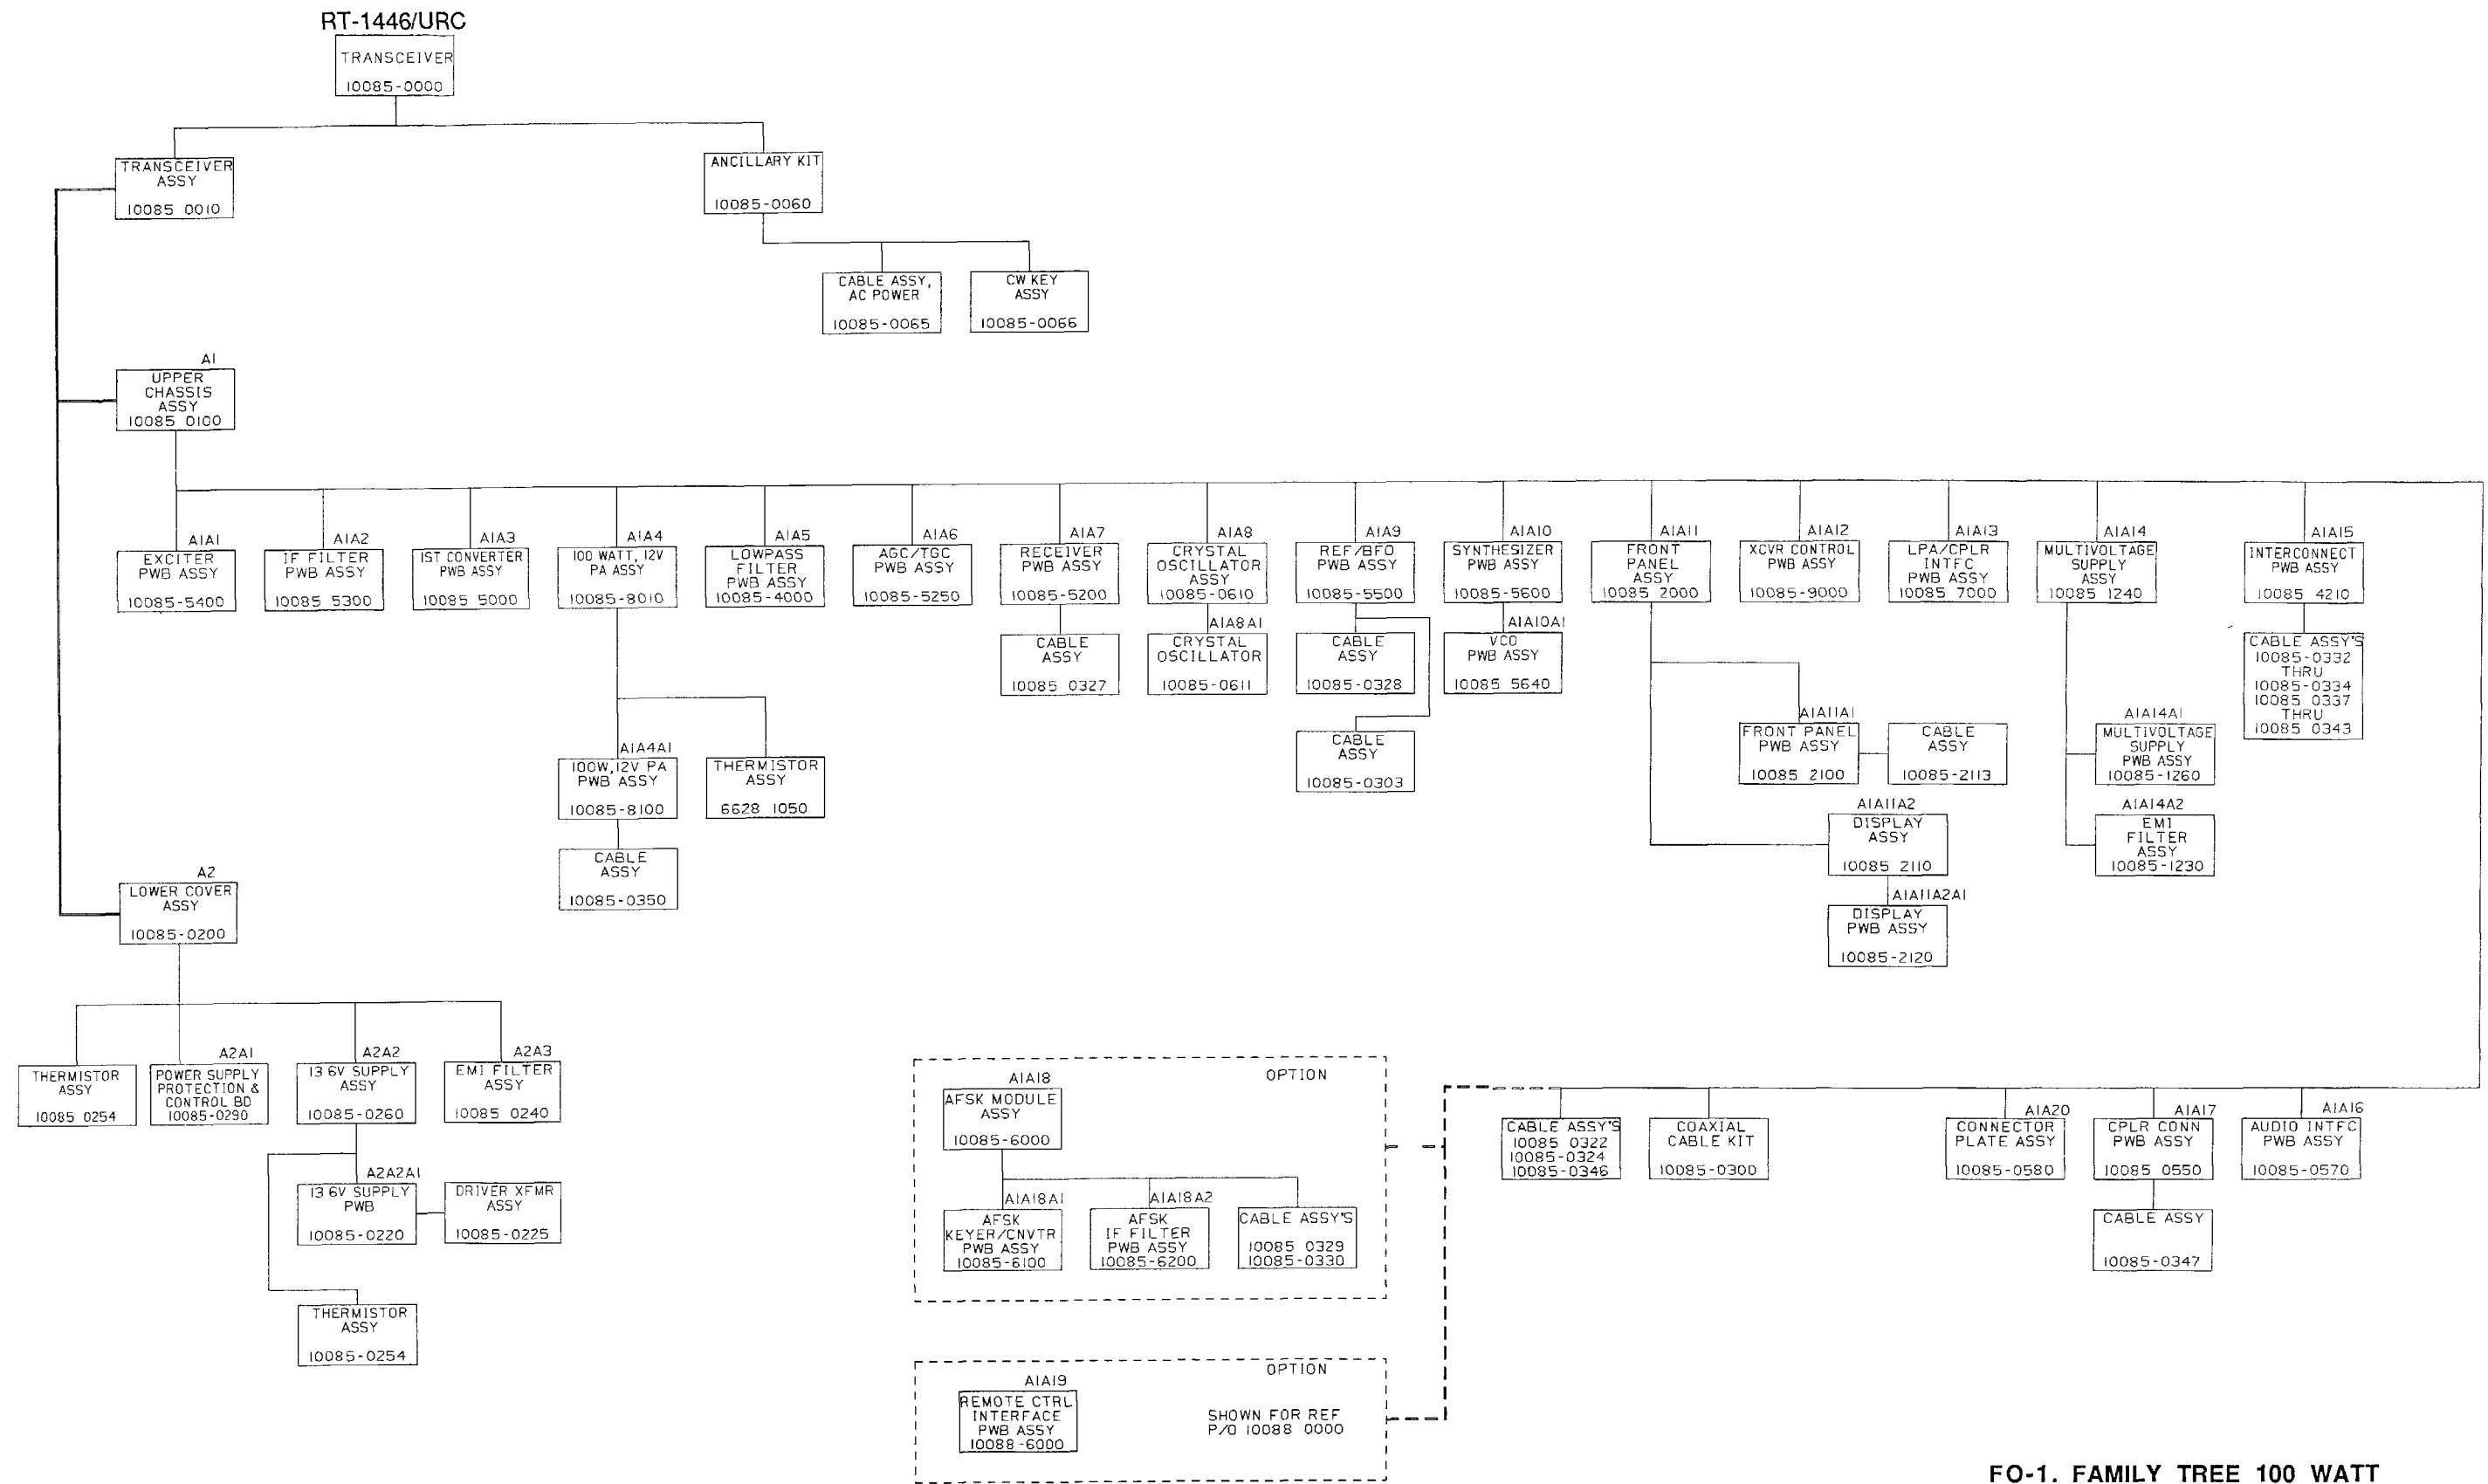 RT-1446/URC
TRANSCEIVER
10085-0000
TRANSCEIVER
ASSY
10085 0010
ANCILLARY KIT
10085-0060
CABLE ASSY,
AC POWER
10085-0065
CW KEY
ASSY
10085-0066
A1
UPPER
CHASSIS
ASSY
10085 0100
A1A1
EXCITER
PWB ASSY
10085-5400
A1A2
IF FILTER
PWB ASSY
10085 5300
A1A3
1ST CONVERTER
PWB ASSY
10085 5000
A1A4
100 WATT, 12V
PA ASSY
10085-8010
A1A5
LOWPASS
FILTER
PWB ASSY
10085-4000
A1A6
AGC/TGC
PWB ASSY
10085-5250
A1A7
RECEIVER
PWB ASSY
10085-5200
A1A8
CRYSTAL
OSCILLATOR
ASSY
10085-0610
A1A9
REF/BFO
PWB ASSY
10085-5500
A1A10
SYNTHESIZER
PWB ASSY
10085-5600
A1A11
FRONT
PANEL
ASSY
10085 2000
A1A12
XCVR CONTROL
PWB ASSY
10085-9000
A1A13
LPA/CPLR
INTFC
PWB ASSY
10085 7000
A1A14
MULTIVOLTAGE
SUPPLY
ASSY
10085 1240
A1A15
INTERCONNECT
PWB ASSY
10085 4210
CABLE
ASSY
10085 0327
A1A8A1
CRYSTAL
OSCILLATOR
10085-0611
CABLE
ASSY
10085-0328
A1A10A1
VCO
PWB ASSY
10085 5640
CABLE ASSY'S
10085-0332
THRU
10085-0334
10085 0337
THRU
10085 0343
CABLE
ASSY
10085-0303
A1A11A1
FRONT PANEL
PWB ASSY
10085 2100
CABLE
ASSY
10085-2113
A1A14A1
MULTIVOLTAGE
SUPPLY
PWB ASSY
10085-1260
A1A4A1
100W,12V PA
PWB ASSY
10085-8100
THERMISTOR
ASSY
6628 1050
A1A11A2
DISPLAY
ASSY
10085 2110
A1A14A2
EMI
FILTER
ASSY
10085-1230
CABLE
ASSY
10085-0350
A1A11A2A1
DISPLAY
PWB ASSY
10085-2120
A2
LOWER COVER
ASSY
10085-0200
THERMISTOR
ASSY
10085 0254
A2A1
POWER SUPPLY
PROTECTION &
CONTROL BD
10085-0290
A2A2
13 6V SUPPLY
ASSY
10085-0260
A2A3
EMI FILTER
ASSY
10085 0240
A2A2A1
13 6V SUPPLY
PWB
10085-0220
DRIVER XFMR
ASSY
10085-0225
THERMISTOR
ASSY
10085-0254
OPTION
A1A18
AFSK MODULE
ASSY
10085-6000
A1A18A1
AFSK
KEYER/CNVTR
PWB ASSY
10085-6100
A1A18A2
AFSK
IF FILTER
PWB ASSY
10085-6200
CABLE ASSY'S
10085 0329
10085-0330
CABLE ASSY'S
10085 0322
10085-0324
10085-0346
COAXIAL
CABLE KIT
10085-0300
A1A20
CONNECTOR
PLATE ASSY
10085-0580
A1A17
CPLR CONN
PWB ASSY
10085 0550
A1A16
AUDIO INTFC
PWB ASSY
10085-0570
CABLE ASSY
10085-0347
OPTION
A1A19
REMOTE CTRL
INTERFACE
PWB ASSY
10088-6000
SHOWN FOR REF
P/O 10088 0000
FO-1. FAMILY TREE 100 WATT